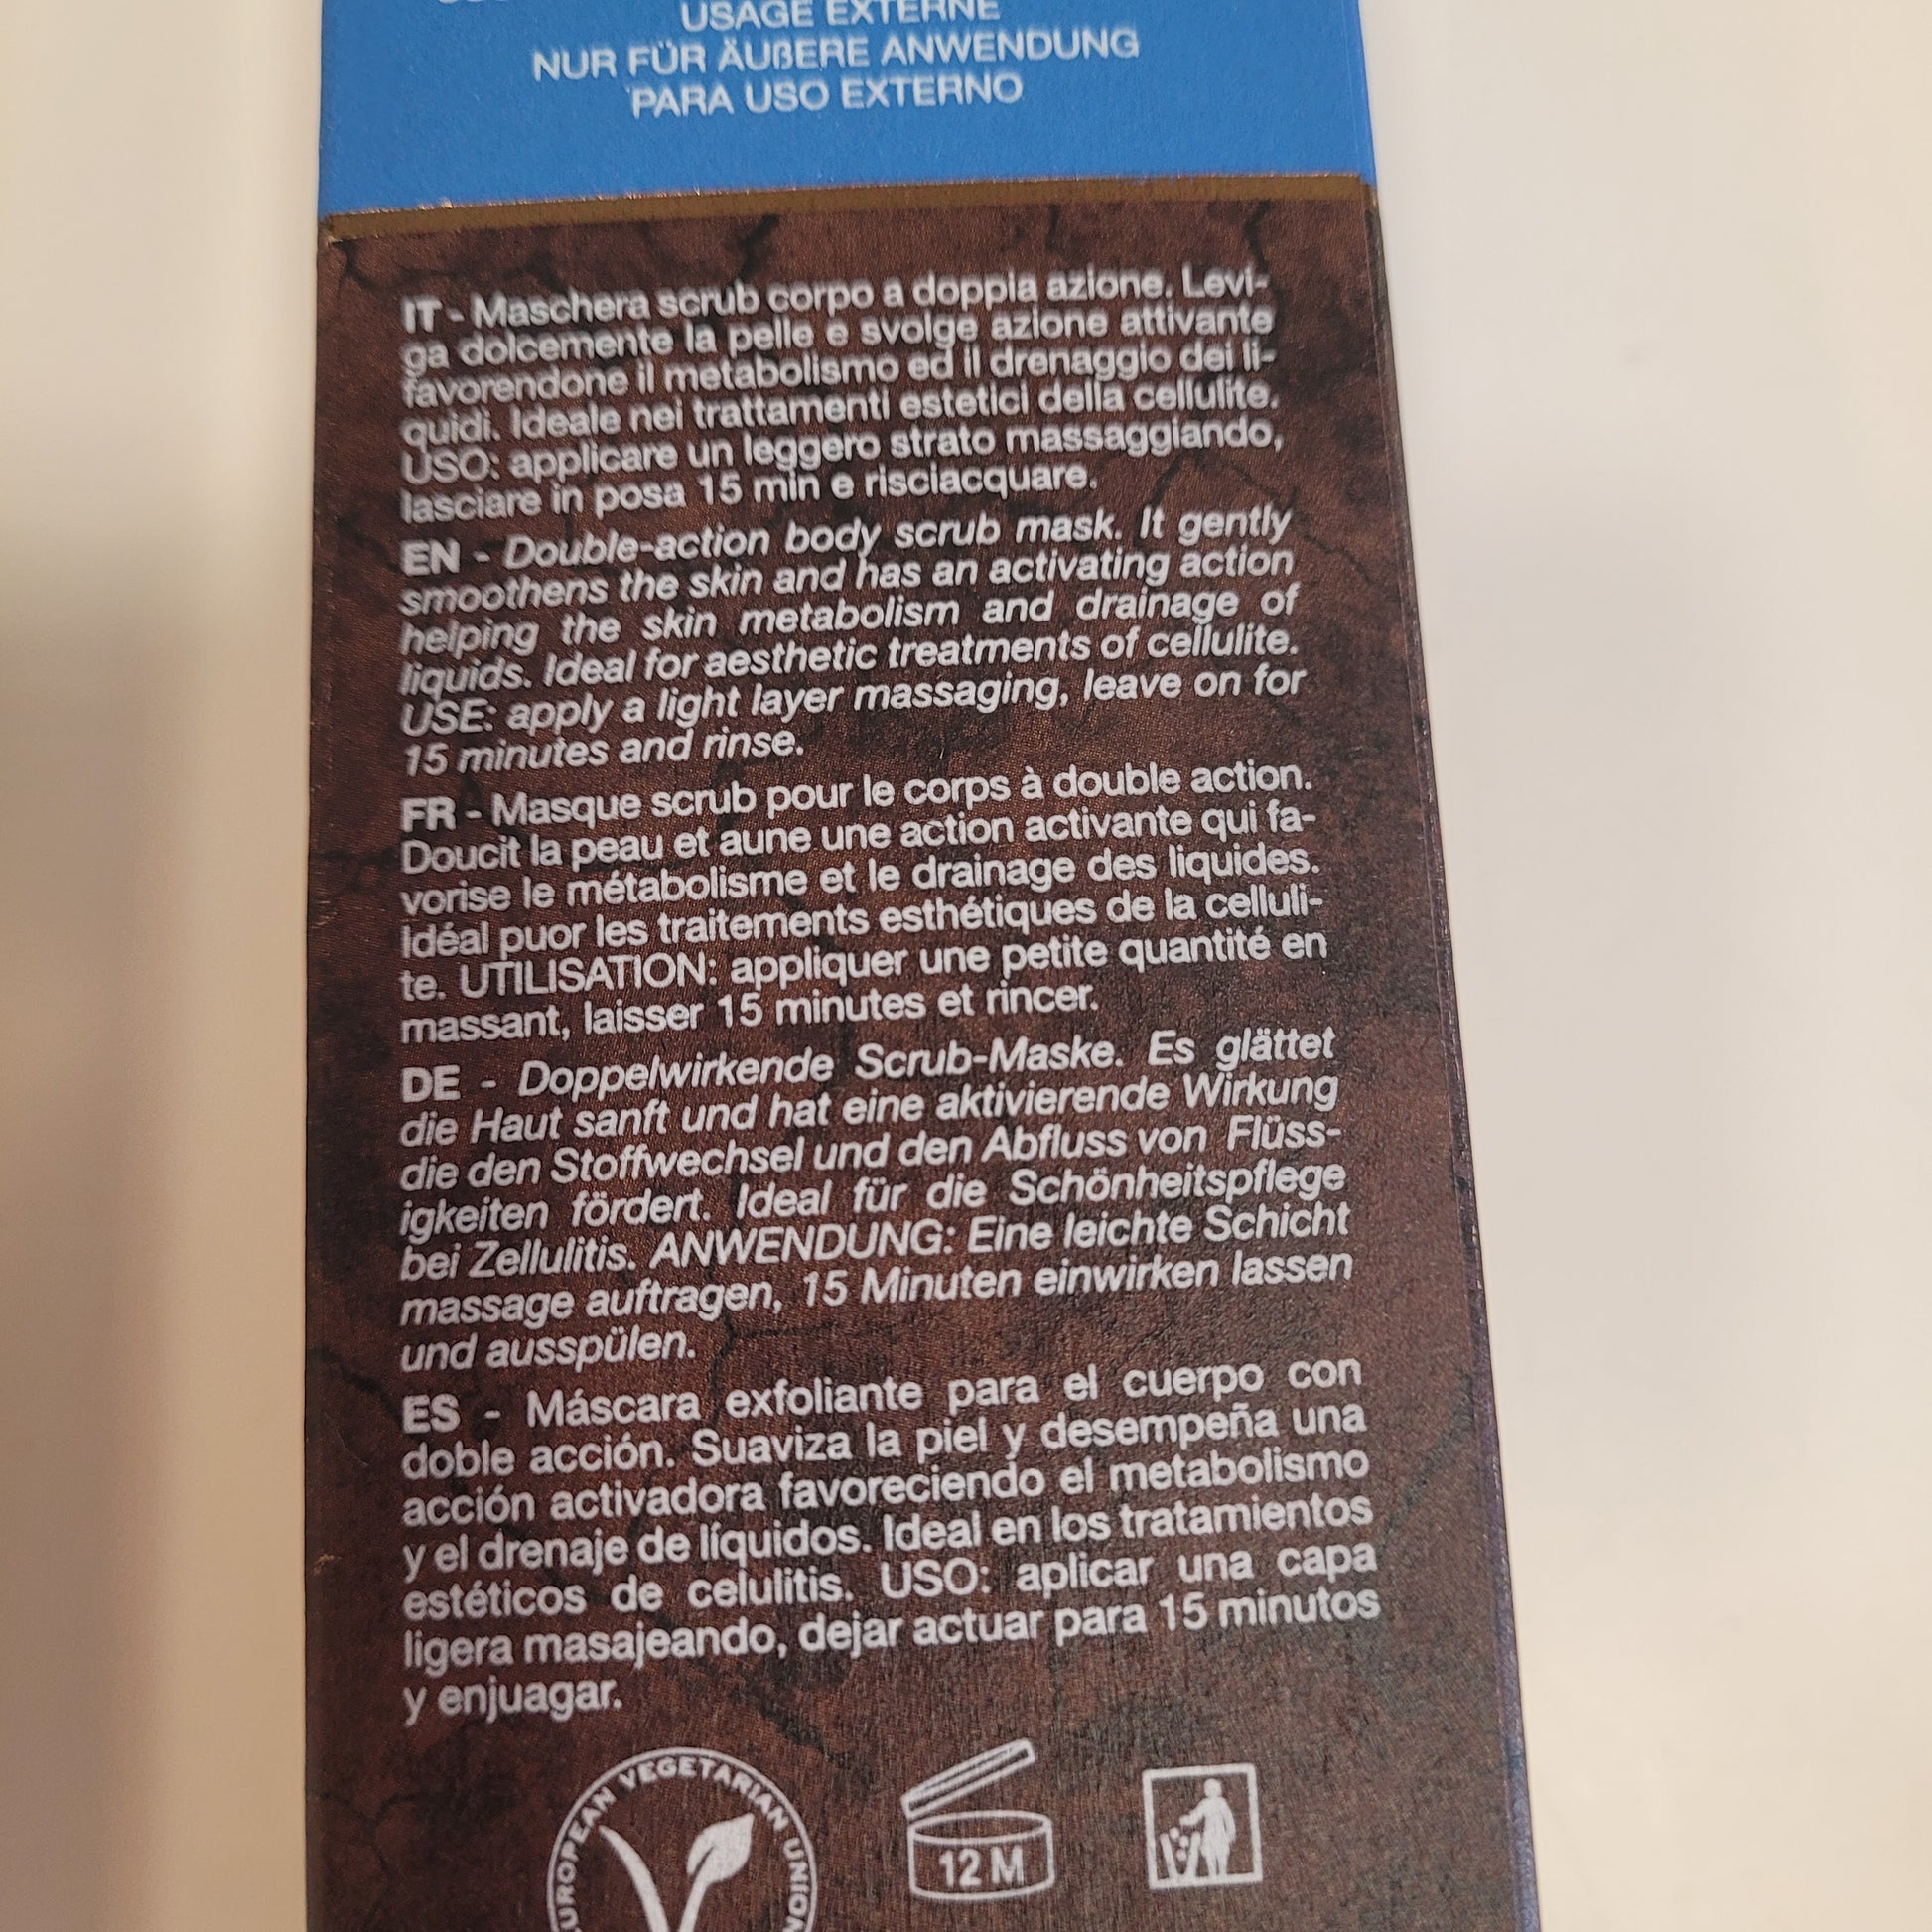 USAGE EXTERNE
NUR FÜR ÄUßERE ANWENDUNG
PARA USO EXTERNO
IT - Maschera scrub corpo a doppia azione. Levi-
ga dolcemente la pelle e svolge azione attivante
favorendone il metabolismo ed il drenaggio dei li-
quidi. Ideale nei trattamenti estetici della cellulite.
USO: applicare un leggero strato massaggiando,
lasciare in posa 15 min e risciacquare.
EN - Double-action body scrub mask. It gently
smoothens the skin and has an activating action
helping the skin metabolism and drainage of
liquids. Ideal for aesthetic treatments of cellulite.
USE: apply a light layer massaging, leave on for
15 minutes and rinse.
FR - Masque scrub pour le corps à double action.
Doucit la peau et aune une action activante qui fa-
vorise le métabolisme et le drainage des liquides.
Idéal puor les traitements esthétiques de la celluli-
te. UTILISATION: appliquer une petite quantité en
massant, laisser 15 minutes et rincer.
DE - Doppelwirkende Scrub-Maske. Es glättet
die Haut sanft und hat eine aktivierende Wirkung
die den Stoffwechsel und den Abfluss von Flüss-
igkeiten fördert. Ideal für die Schönheitspflege
bei Zellulitis. ANWENDUNG: Eine leichte Schicht
massage auftragen, 15 Minuten einwirken lassen
und ausspülen.
ES - Máscara exfoliante para el cuerpo con
doble acción. Suaviza la piel y desempeña una
acción activadora favoreciendo el metabolismo
y el drenaje de líquidos. Ideal en los tratamientos
estéticos de celulitis. USO: aplicar una capa
ligera masajeando, dejar actuar para 15 minutos
y enjuagar.
EUROPEAN VEGETARIAN UNION
12 M